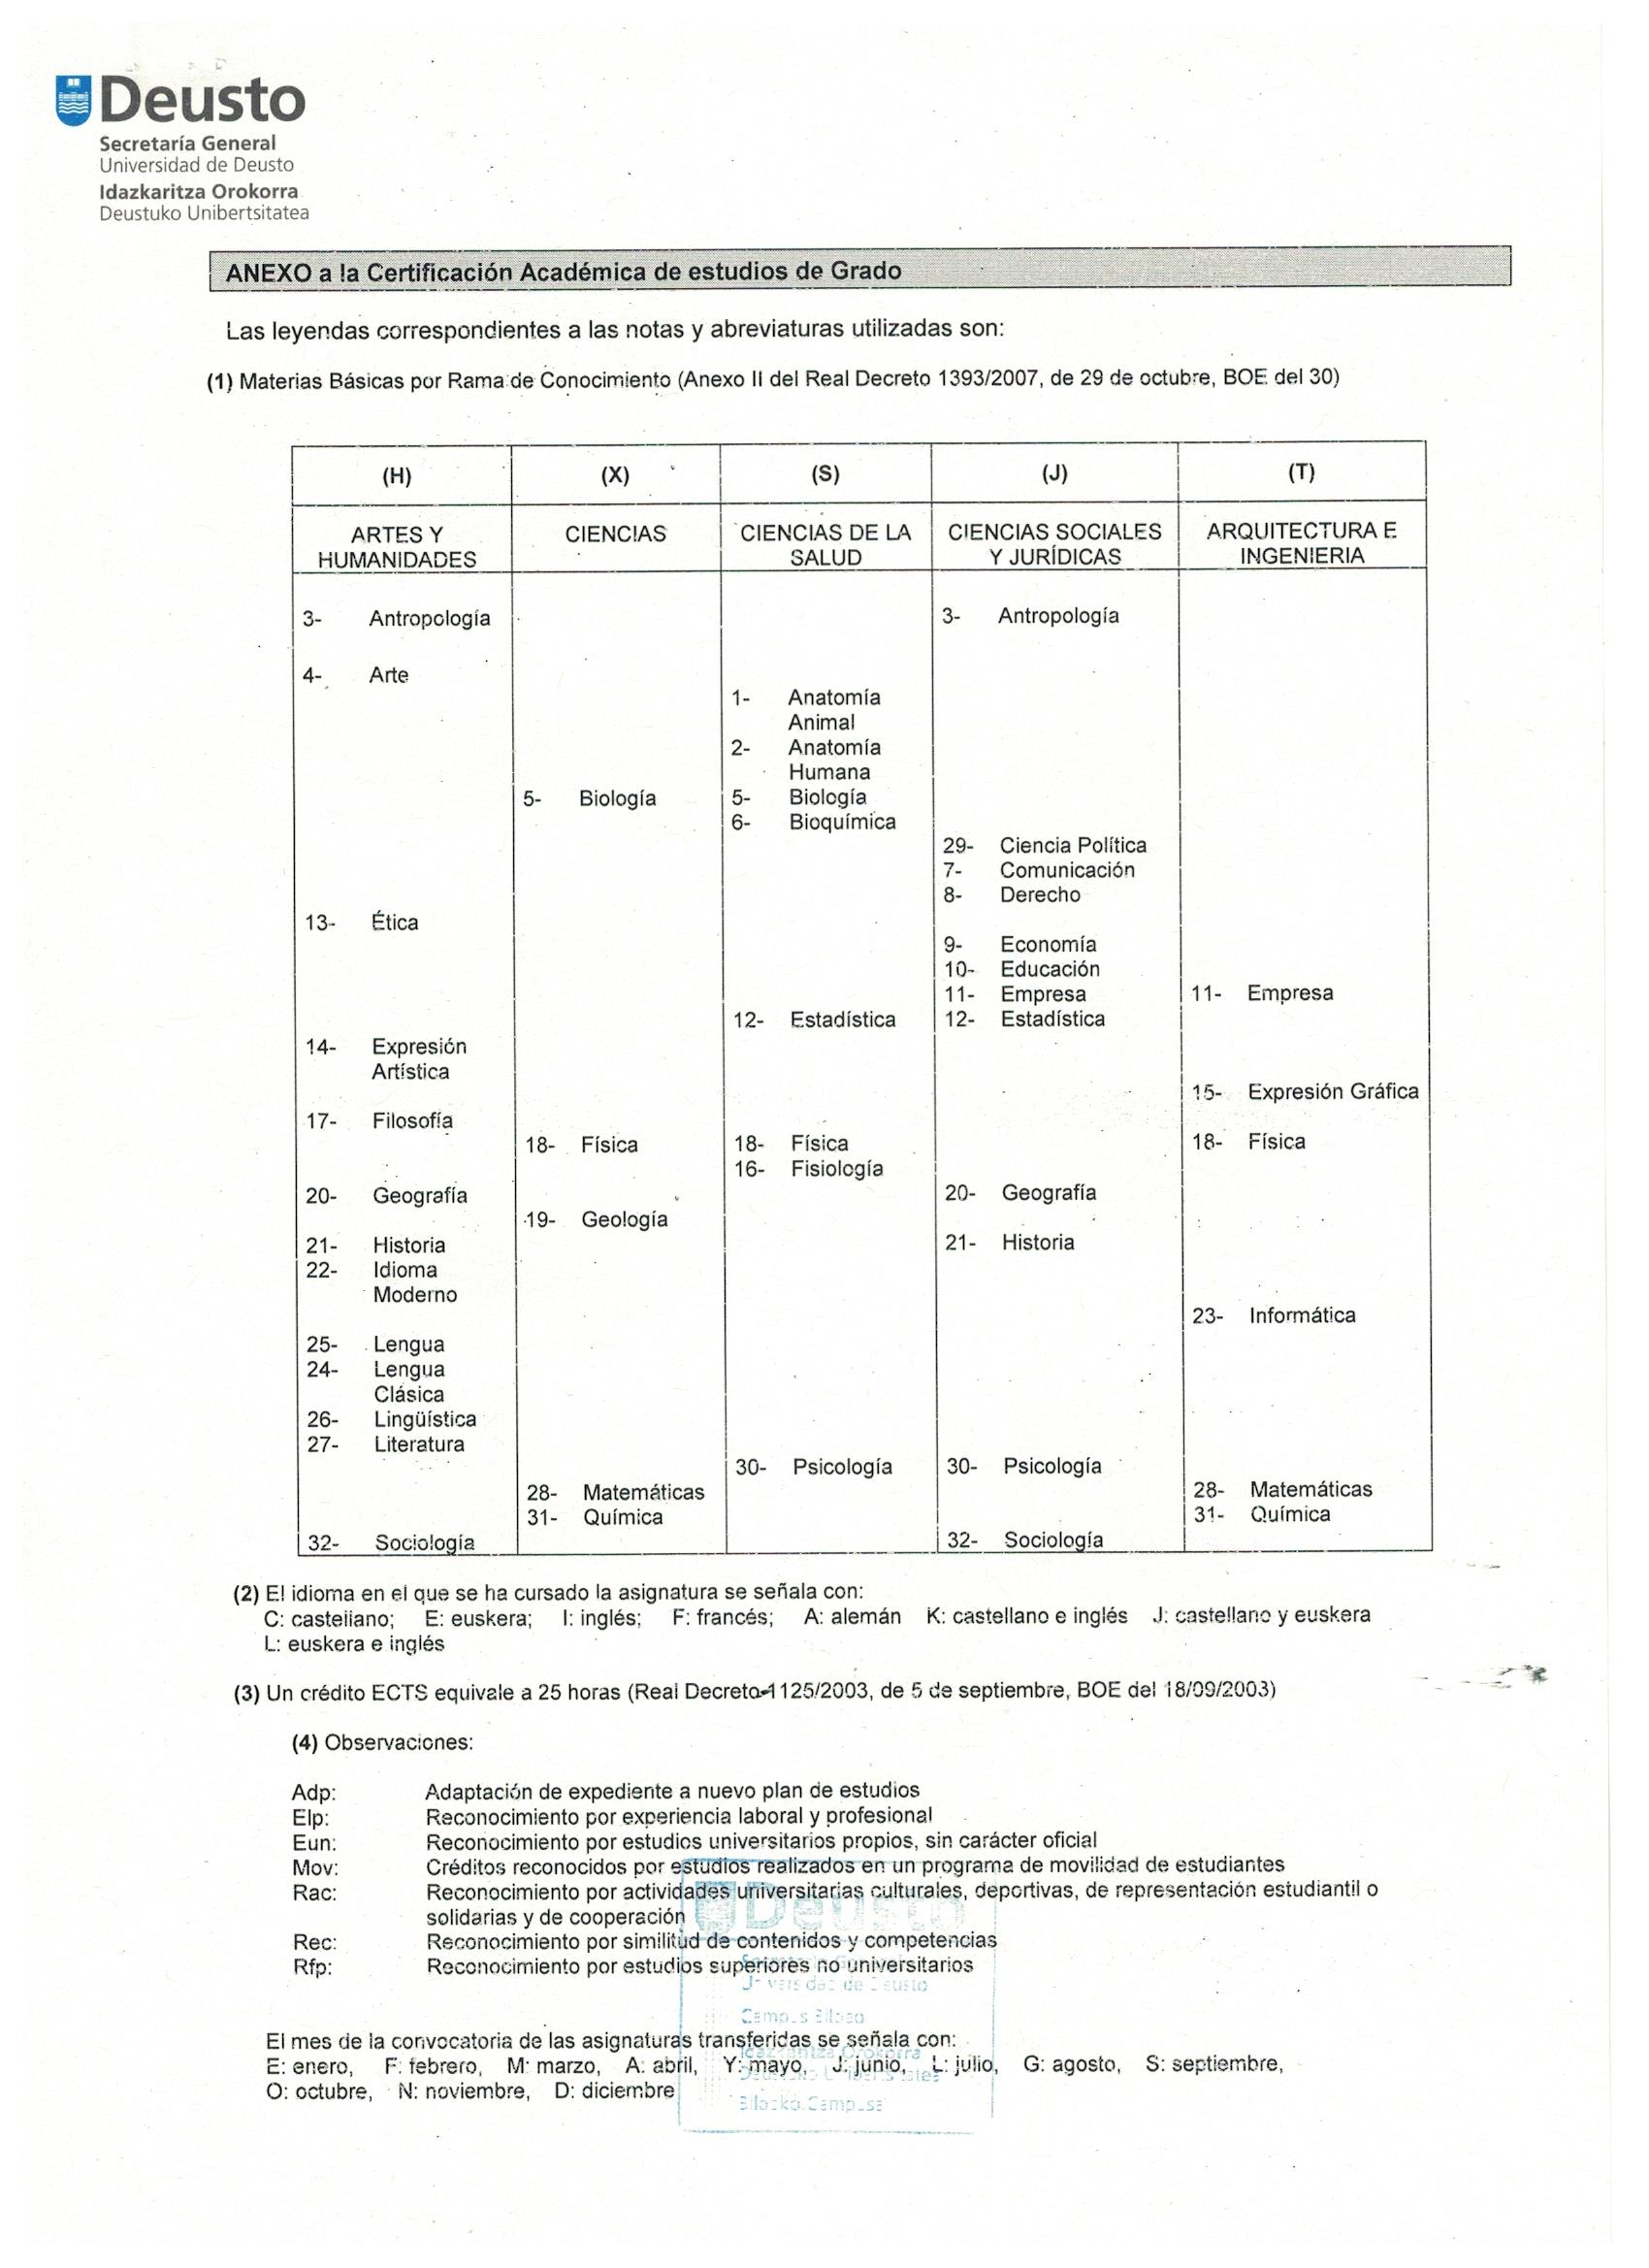 Deusto
Secretaría General
Universidad de Deusto
Idazkaritza Orokorra
Deustuko Unibertsitatea
ANEXO a la Certificación Académica de estudios de Grado
Las leyendas correspondientes a las notas y abreviaturas utilizadas son:
(1) Materias Básicas por Rama de Conocimiento (Anexo II del Real Decreto 1393/2007, de 29 de octubre, BOE del 30)
(H) (X) (S) (J) (T)
ARTES Y CIENCIAS CIENCIAS DE LA CIENCIAS SOCIALES ARQUITECTURA E
HUMANIDADES SALUD Y JURÍDICAS INGENIERIA
3- Antropología 3- Antropología
4- Arte
1- Anatomía
Animal
2- Anatomía
Humana
5- Biología 5- Biología
6- Bioquímica
29- Ciencia Política
7- Comunicación
8- Derecho
13- Ética
9- Economía
10- Educación
11- Empresa 11- Empresa
12- Estadística 12- Estadística
14- Expresión
Artística
15- Expresión Gráfica
17- Filosofía
18- Física 18- Física 18- Física
16- Fisiología
20- Geografía 20- Geografía
19- Geología
21- Historia 21- Historia
22- Idioma
Moderno
23- Informática
25- Lengua
24- Lengua
Clásica
26- Lingüística
27- Literatura
30- Psicología 30- Psicología
28- Matemáticas 28- Matemáticas
31- Química 31- Química
32- Sociología 32- Sociología
(2) El idioma en el que se ha cursado la asignatura se señala con:
C: castellano; E: euskera; I: inglés; F: francés; A: alemán K: castellano e inglés J: castellano y euskera
L: euskera e inglés
(3) Un crédito ECTS equivale a 25 horas (Real Decreto 1125/2003, de 5 de septiembre, BOE del 18/09/2003)
(4) Observaciones:
Adp: Adaptación de expediente a nuevo plan de estudios
Elp: Reconocimiento por experiencia laboral y profesional
Eun: Reconocimiento por estudios universitarios propios, sin carácter oficial
Mov: Créditos reconocidos por estudios realizados en un programa de movilidad de estudiantes
Rac: Reconocimiento por actividades universitarias culturales, deportivas, de representación estudiantil o
solidarias y de cooperación
Rec: Reconocimiento por similitud de contenidos y competencias
Rfp: Reconocimiento por estudios superiores no universitarios
El mes de la convocatoria de las asignaturas transferidas se señala con:
E: enero, F: febrero, M: marzo, A: abril, Y: mayo, J: junio, L: julio, G: agosto, S: septiembre,
O: octubre, N: noviembre, D: diciembre
Deusto
Universidad de Deusto
Campus Bilbao
Idazkaritza Orokorra
Bilboko Campusa